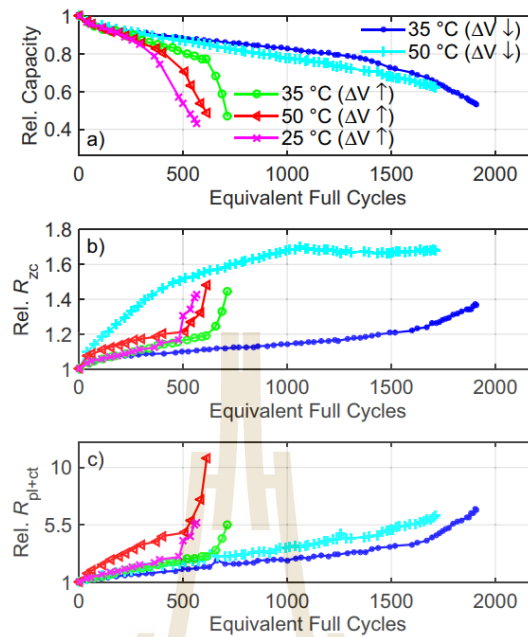 1
0.8
0.6
0.4
Rel. Capacity
a)
35 °C (ΔV ↓)
50 °C (ΔV ↓)
35 °C (ΔV ↑)
50 °C (ΔV ↑)
25 °C (ΔV ↑)
0 500 1000 1500 2000
Equivalent Full Cycles
1.8
1.6
1.4
1.2
1
Rel. Rzc
b)
0 500 1000 1500 2000
Equivalent Full Cycles
10
5.5
1
Rel. Rpl+ct
c)
0 500 1000 1500 2000
Equivalent Full Cycles